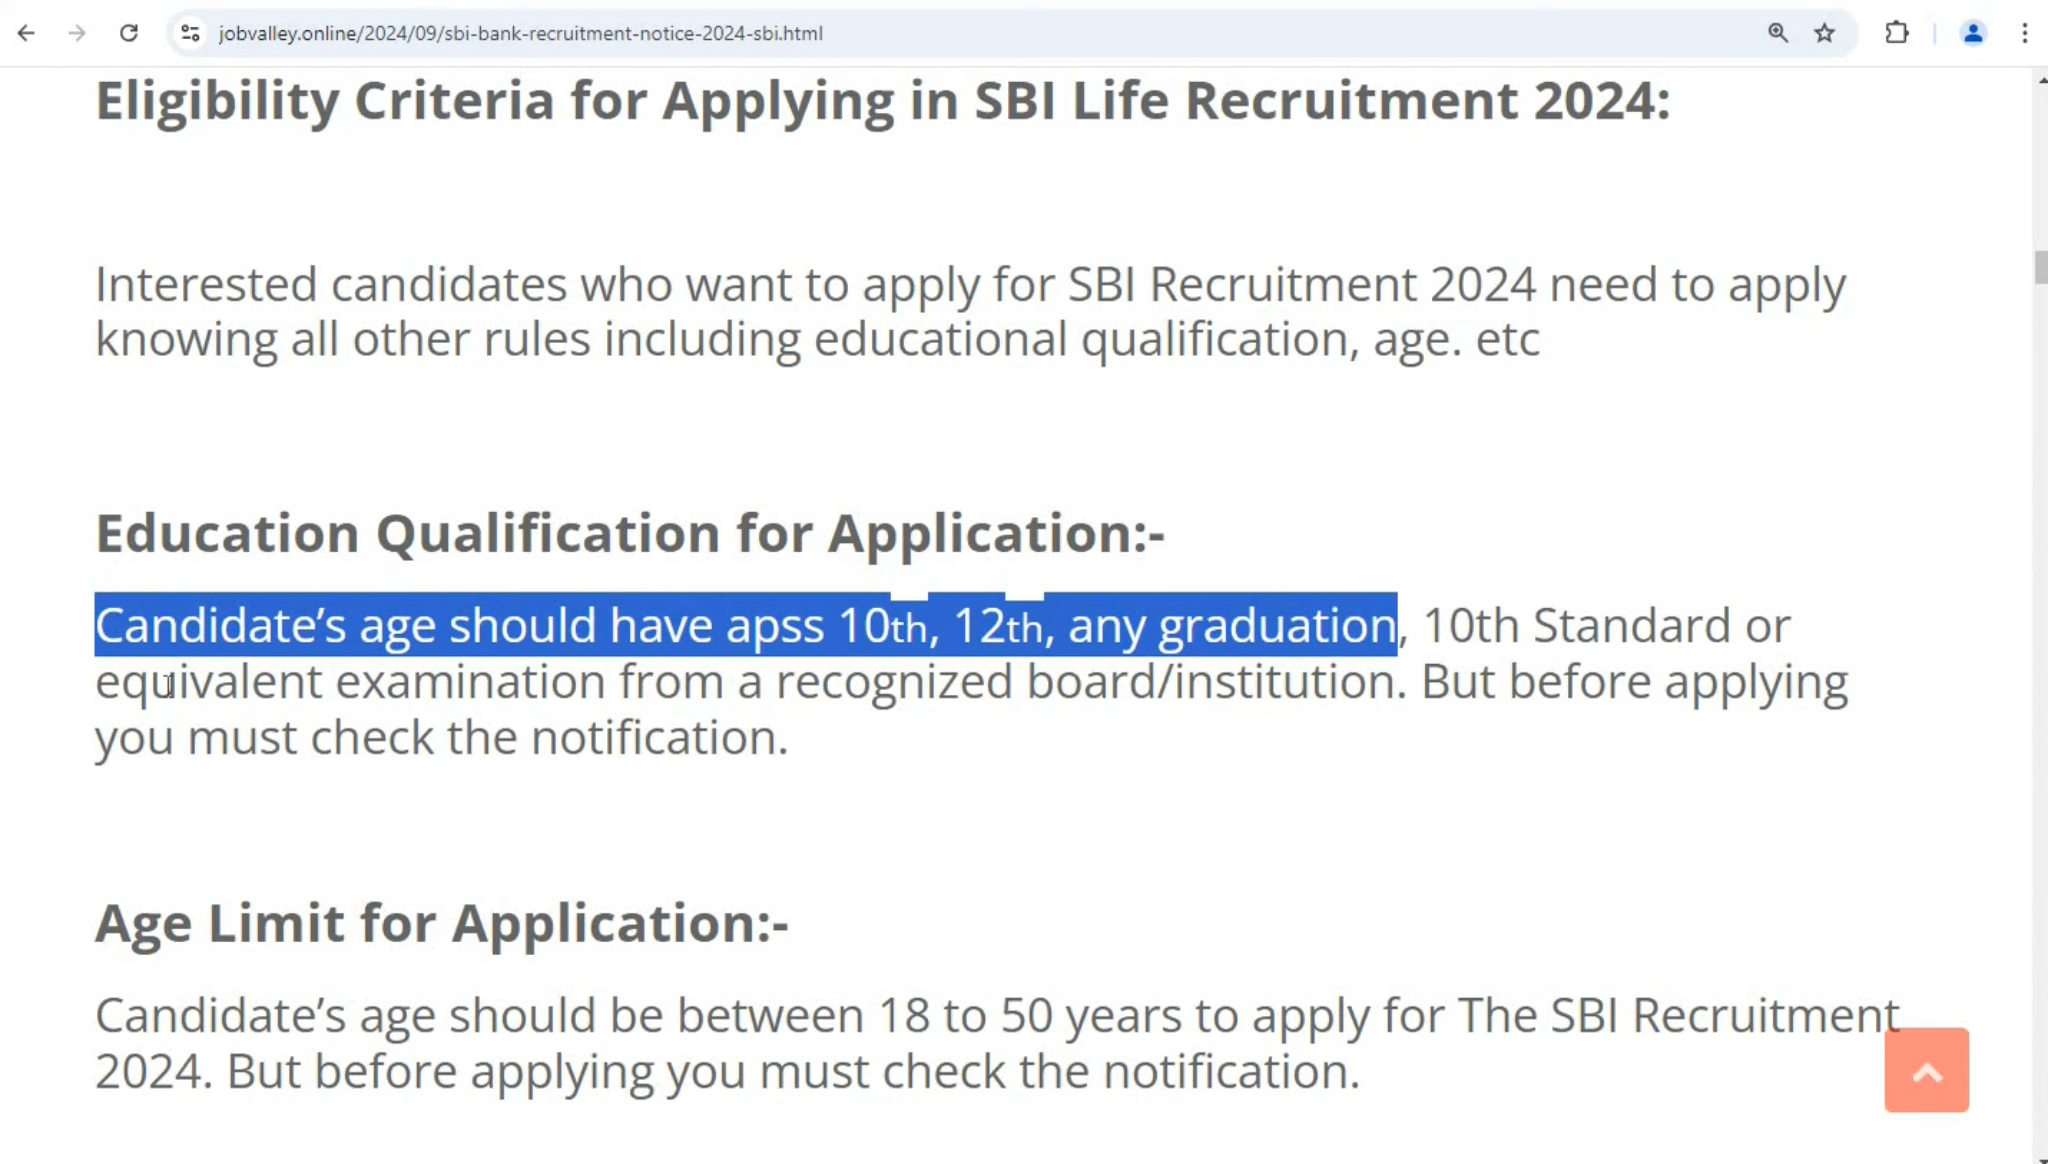 jobvalley.online/2024/09/sbi-bank-recruitment-notice-2024-sbi.html
Eligibility Criteria for Applying in SBI Life Recruitment 2024:
Interested candidates who want to apply for SBI Recruitment 2024 need to apply
knowing all other rules including educational qualification, age. etc
Education Qualification for Application:-
Candidate’s age should have apss 10th, 12th, any graduation, 10th Standard or
equivalent examination from a recognized board/institution. But before applying
you must check the notification.
Age Limit for Application:-
Candidate’s age should be between 18 to 50 years to apply for The SBI Recruitment
2024. But before applying you must check the notification.